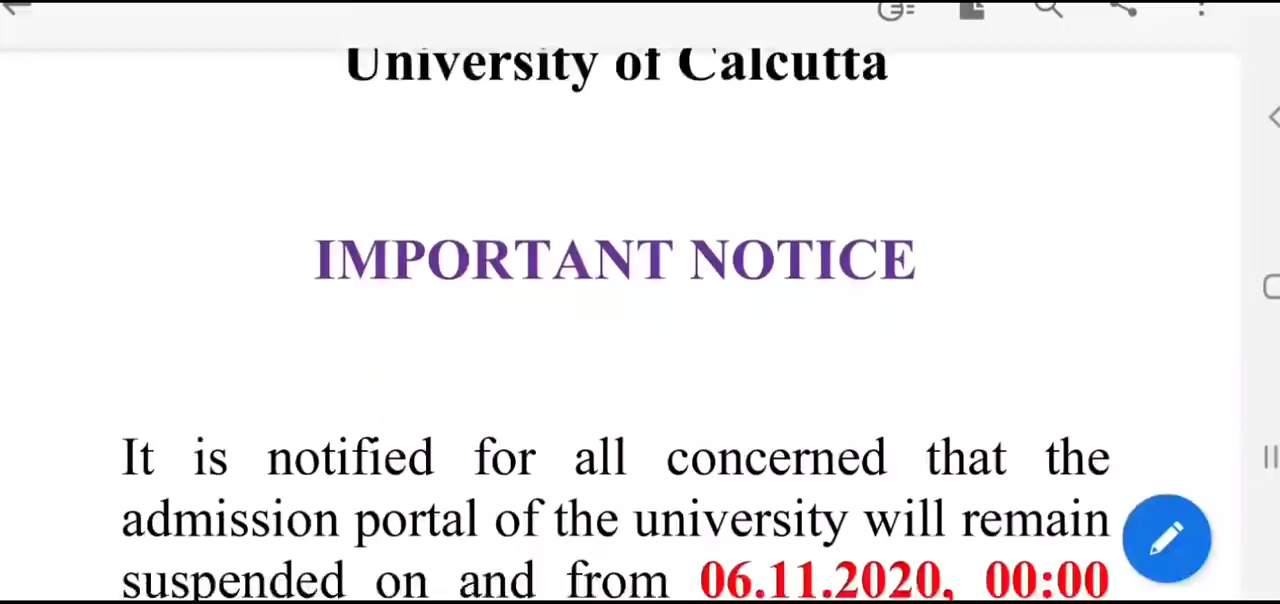 University of Calcutta
IMPORTANT NOTICE
It is notified for all concerned that the
admission portal of the university will remain
suspended on and from 06.11.2020, 00:00